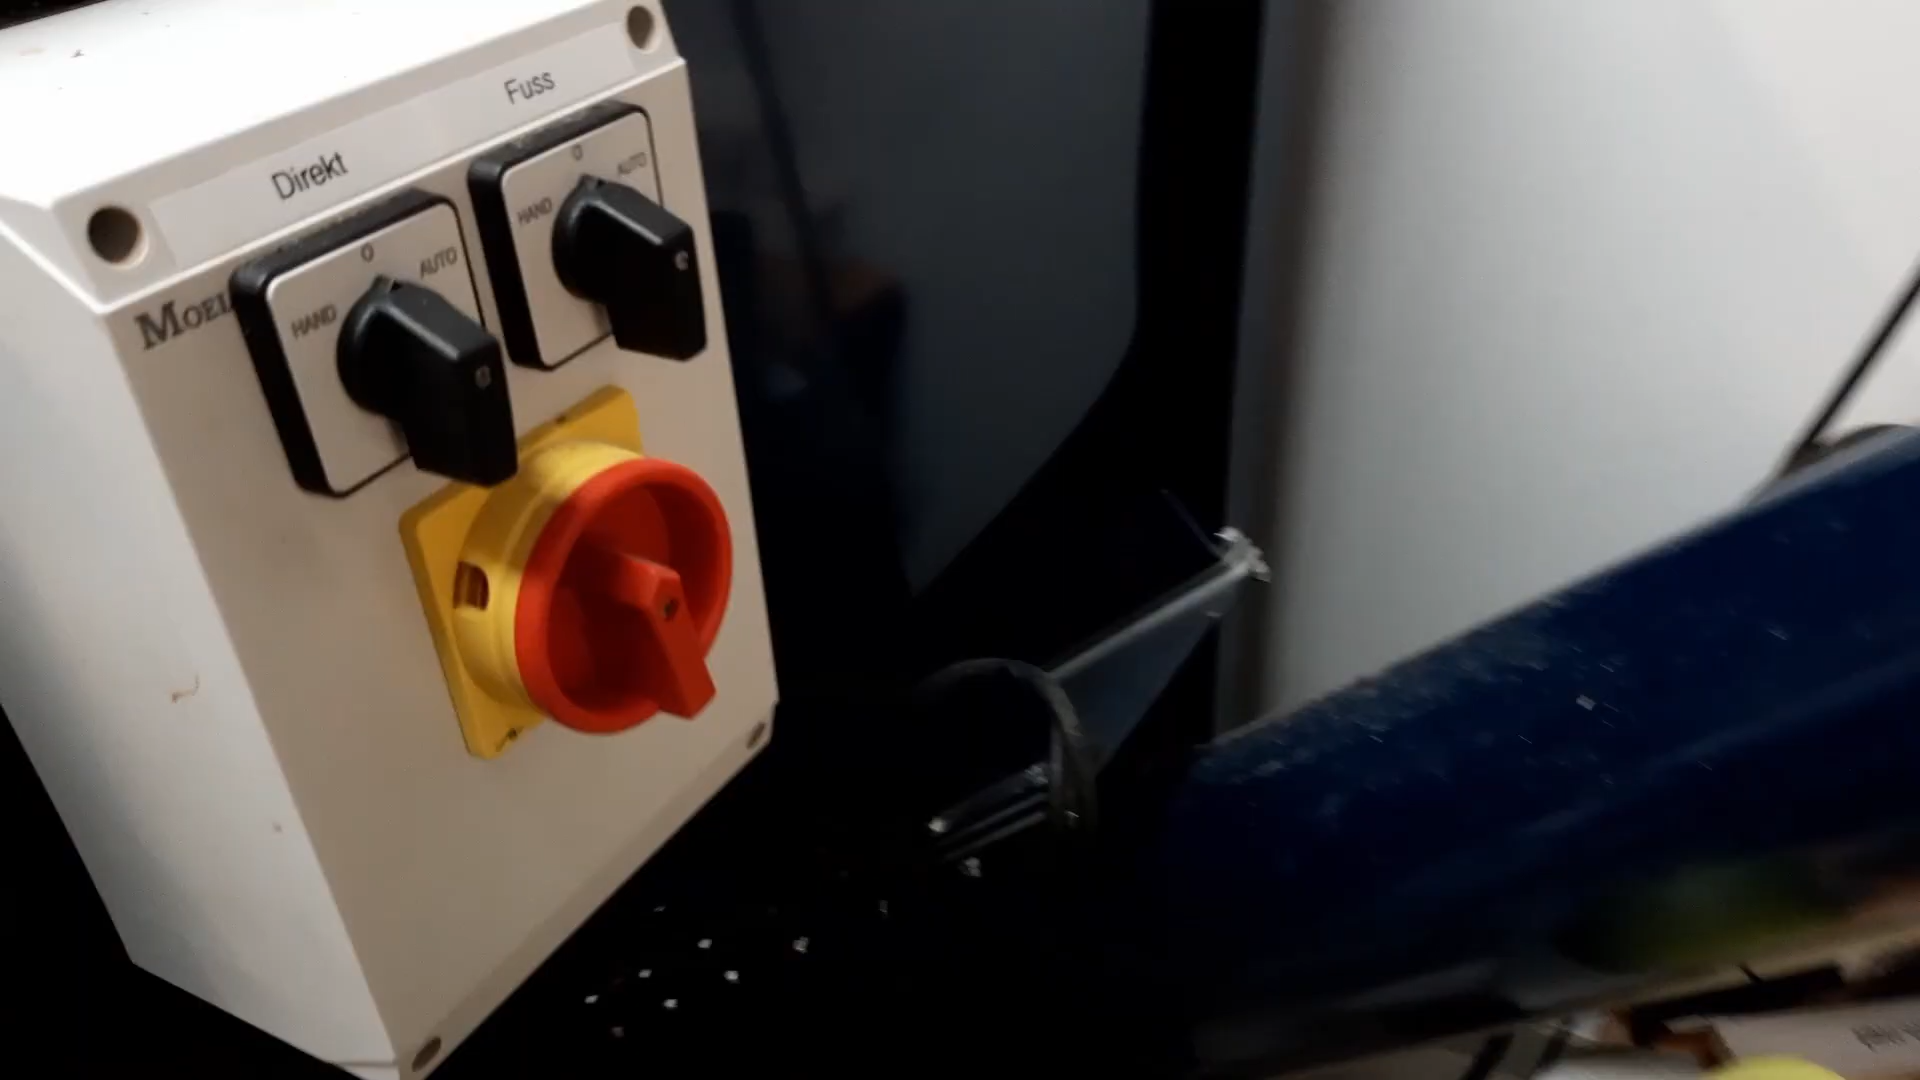 Fuss
Direkt
0
AUTO
HAND
0
AUTO
HAND
MOEL